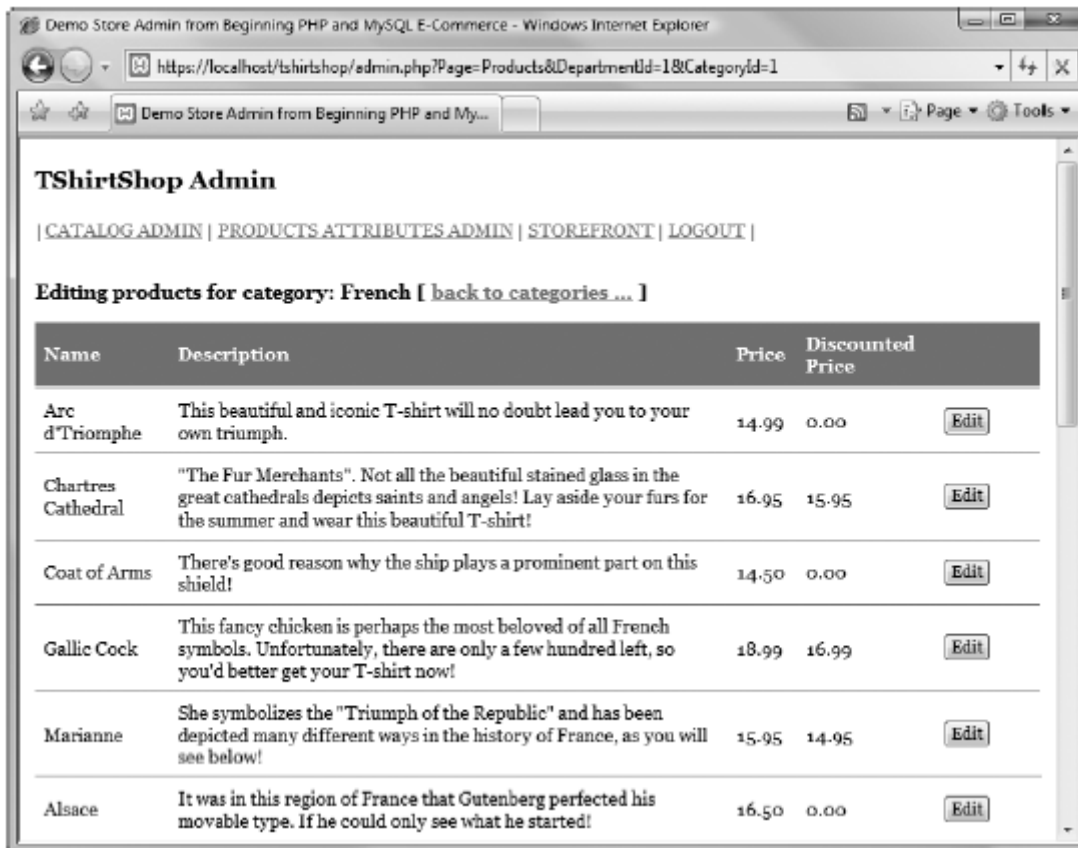 Demo Store Admin from Beginning PHP and MySQL E-Commerce - Windows Internet Explorer
https://localhost/tshirtshop/admin.php?Page=Products&DepartmentId=1&CategoryId=1
Demo Store Admin from Beginning PHP and My...
Page Tools
TShirtShop Admin
| CATALOG ADMIN | PRODUCTS ATTRIBUTES ADMIN | STOREFRONT | LOGOUT |
Editing products for category: French [ back to categories ... ]
Name Description Price Discounted
Price
Arc
d'Triomphe
This beautiful and iconic T-shirt will no doubt lead you to your
own triumph.
14.99 0.00 Edit
Chartres
Cathedral
"The Fur Merchants". Not all the beautiful stained glass in the
great cathedrals depicts saints and angels! Lay aside your furs for
the summer and wear this beautiful T-shirt!
16.95 15.95 Edit
Coat of Arms
There's good reason why the ship plays a prominent part on this
shield!
14.50 0.00 Edit
Gallic Cock
This fancy chicken is perhaps the most beloved of all French
symbols. Unfortunately, there are only a few hundred left, so
you'd better get your T-shirt now!
18.99 16.99 Edit
Marianne
She symbolizes the "Triumph of the Republic" and has been
depicted many different ways in the history of France, as you will
see below!
15.95 14.95 Edit
Alsace
It was in this region of France that Gutenberg perfected his
movable type. If he could only see what he started!
16.50 0.00 Edit